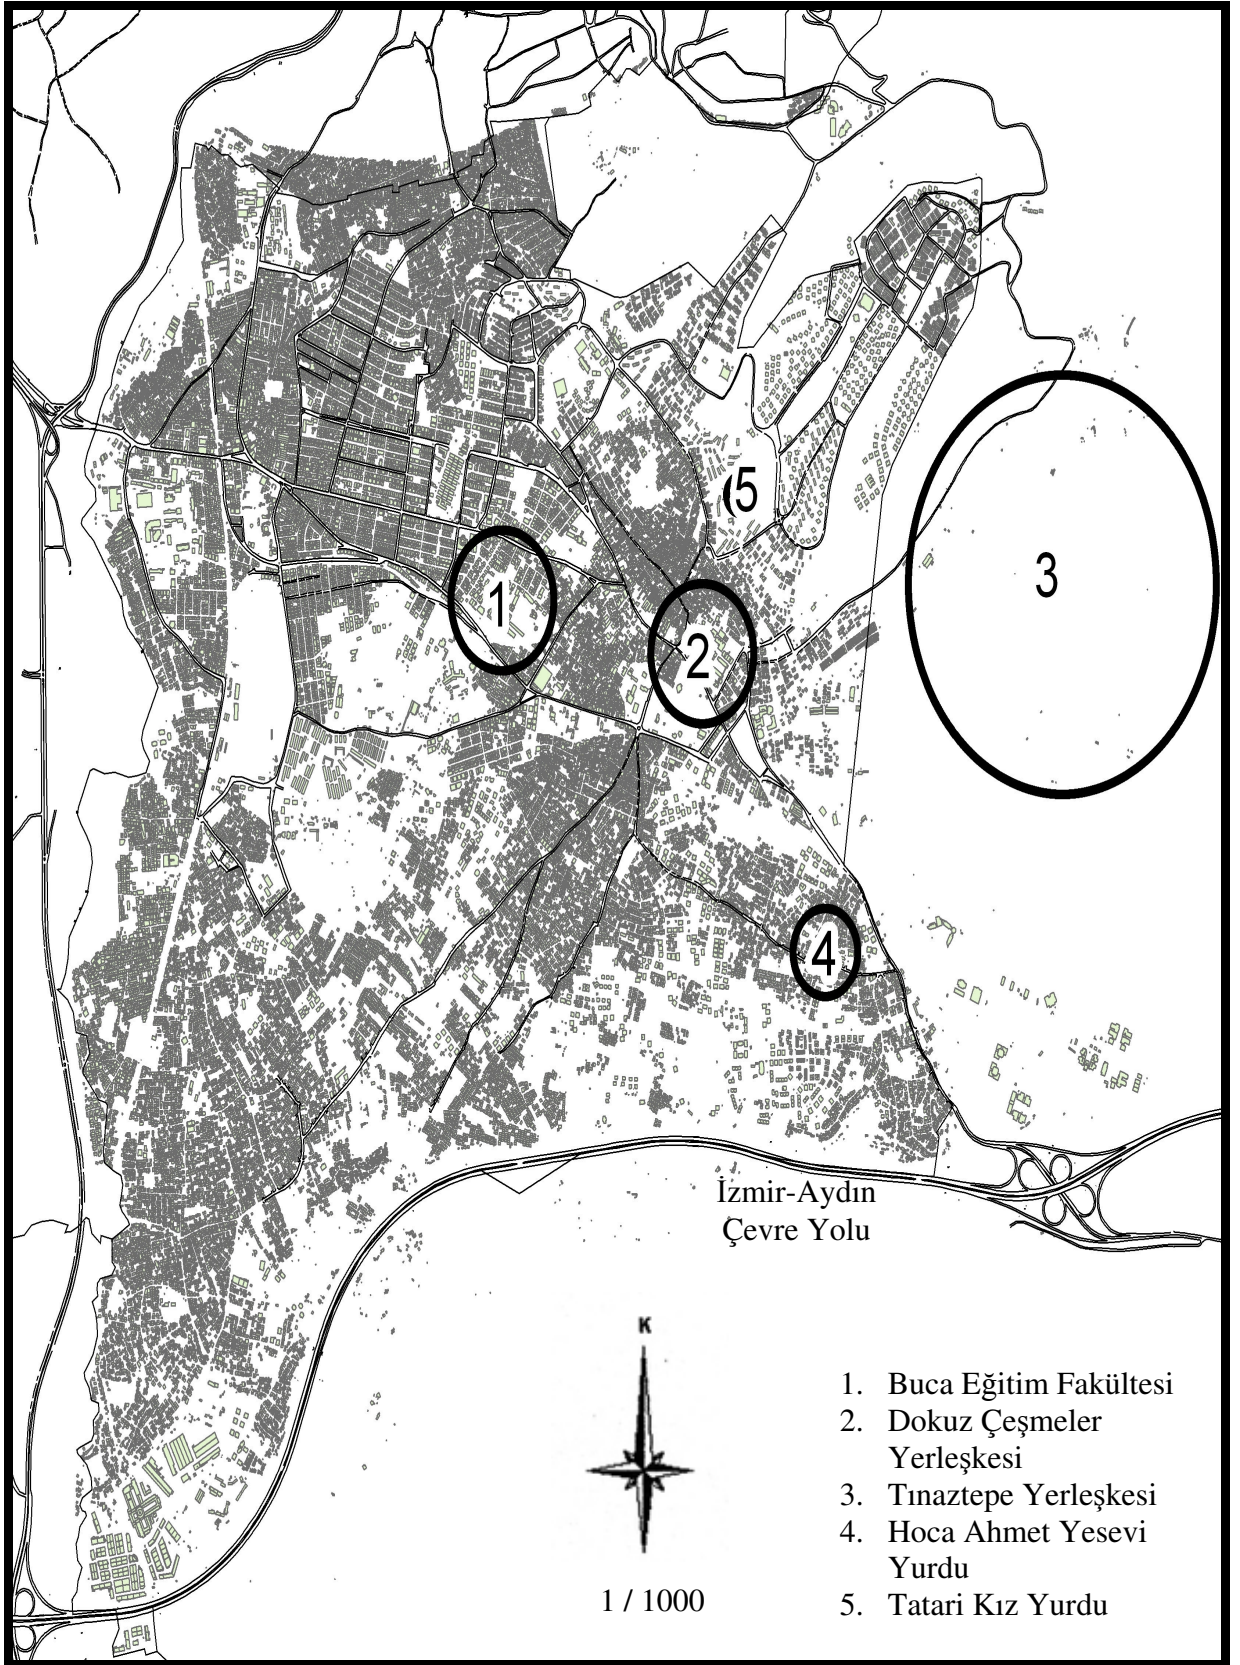 5
3
1
2
4
İzmir-Aydın
Çevre Yolu
K
1 / 1000
1. Buca Eğitim Fakültesi
2. Dokuz Çeşmeler
Yerleşkesi
3. Tınaztepe Yerleşkesi
4. Hoca Ahmet Yesevi
Yurdu
5. Tatari Kız Yurdu